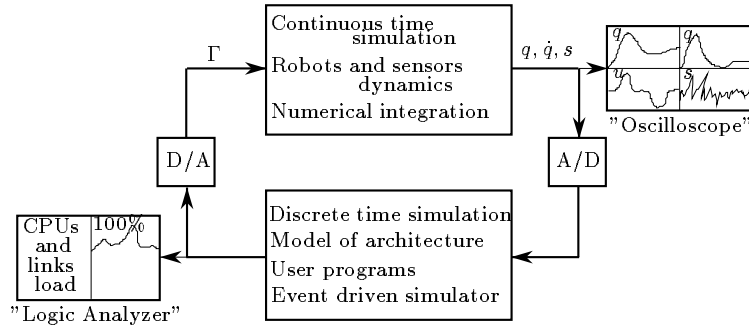 Continuous time
simulation
Robots and sensors
dynamics
Numerical integration
Γ
q, q̇, s
q
q
u
s
"Oscilloscope"
D/A
A/D
Discrete time simulation
Model of architecture
User programs
Event driven simulator
CPUs
and
links
load
100%
"Logic Analyzer"